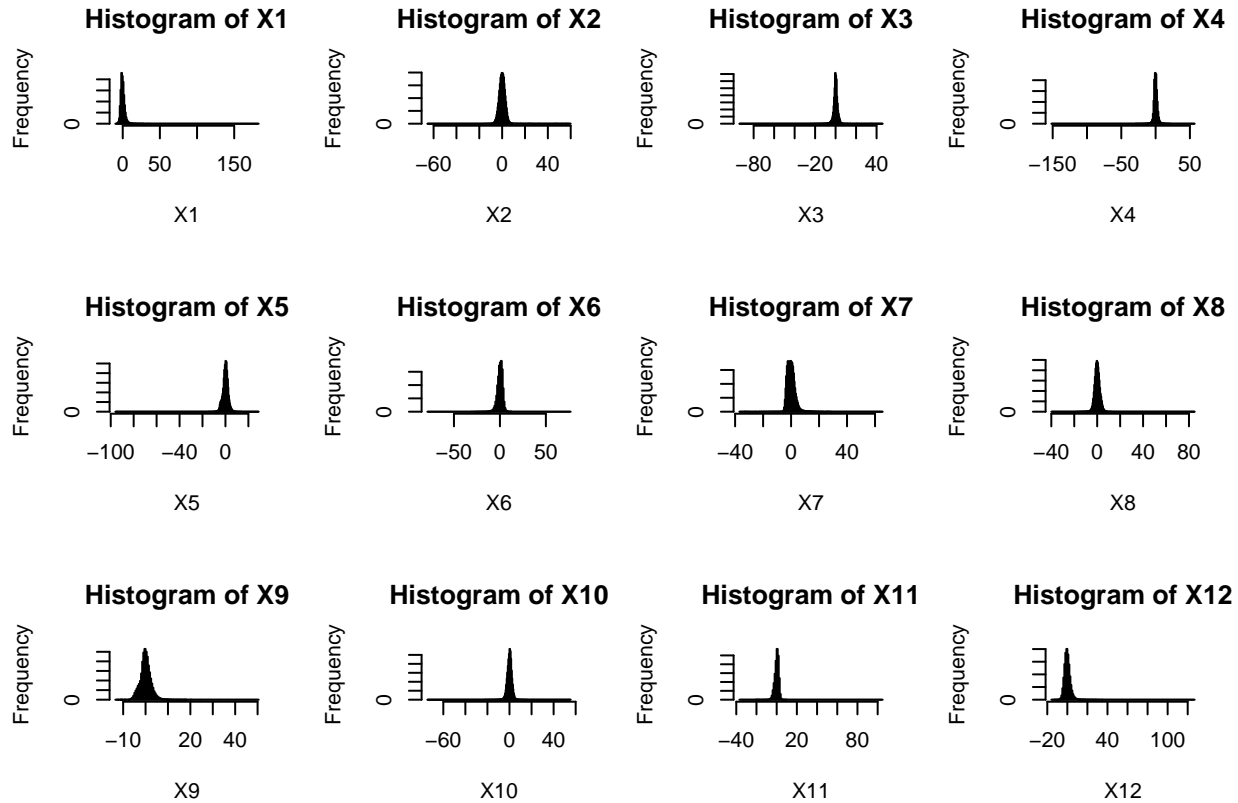 Histogram of X1 Histogram of X2 Histogram of X3 Histogram of X4
Frequency Frequency Frequency Frequency
0 0 0 0
0 50 150 −60 0 40 −80 −20 40 −150 −50 50
X1 X2 X3 X4
Histogram of X5 Histogram of X6 Histogram of X7 Histogram of X8
Frequency Frequency Frequency Frequency
0 0 0 0
−100 −40 0 −50 0 50 −40 0 40 −40 0 40 80
X5 X6 X7 X8
Histogram of X9 Histogram of X10 Histogram of X11 Histogram of X12
Frequency Frequency Frequency Frequency
0 0 0 0
−10 20 40 −60 0 40 −40 20 80 −20 40 100
X9 X10 X11 X12